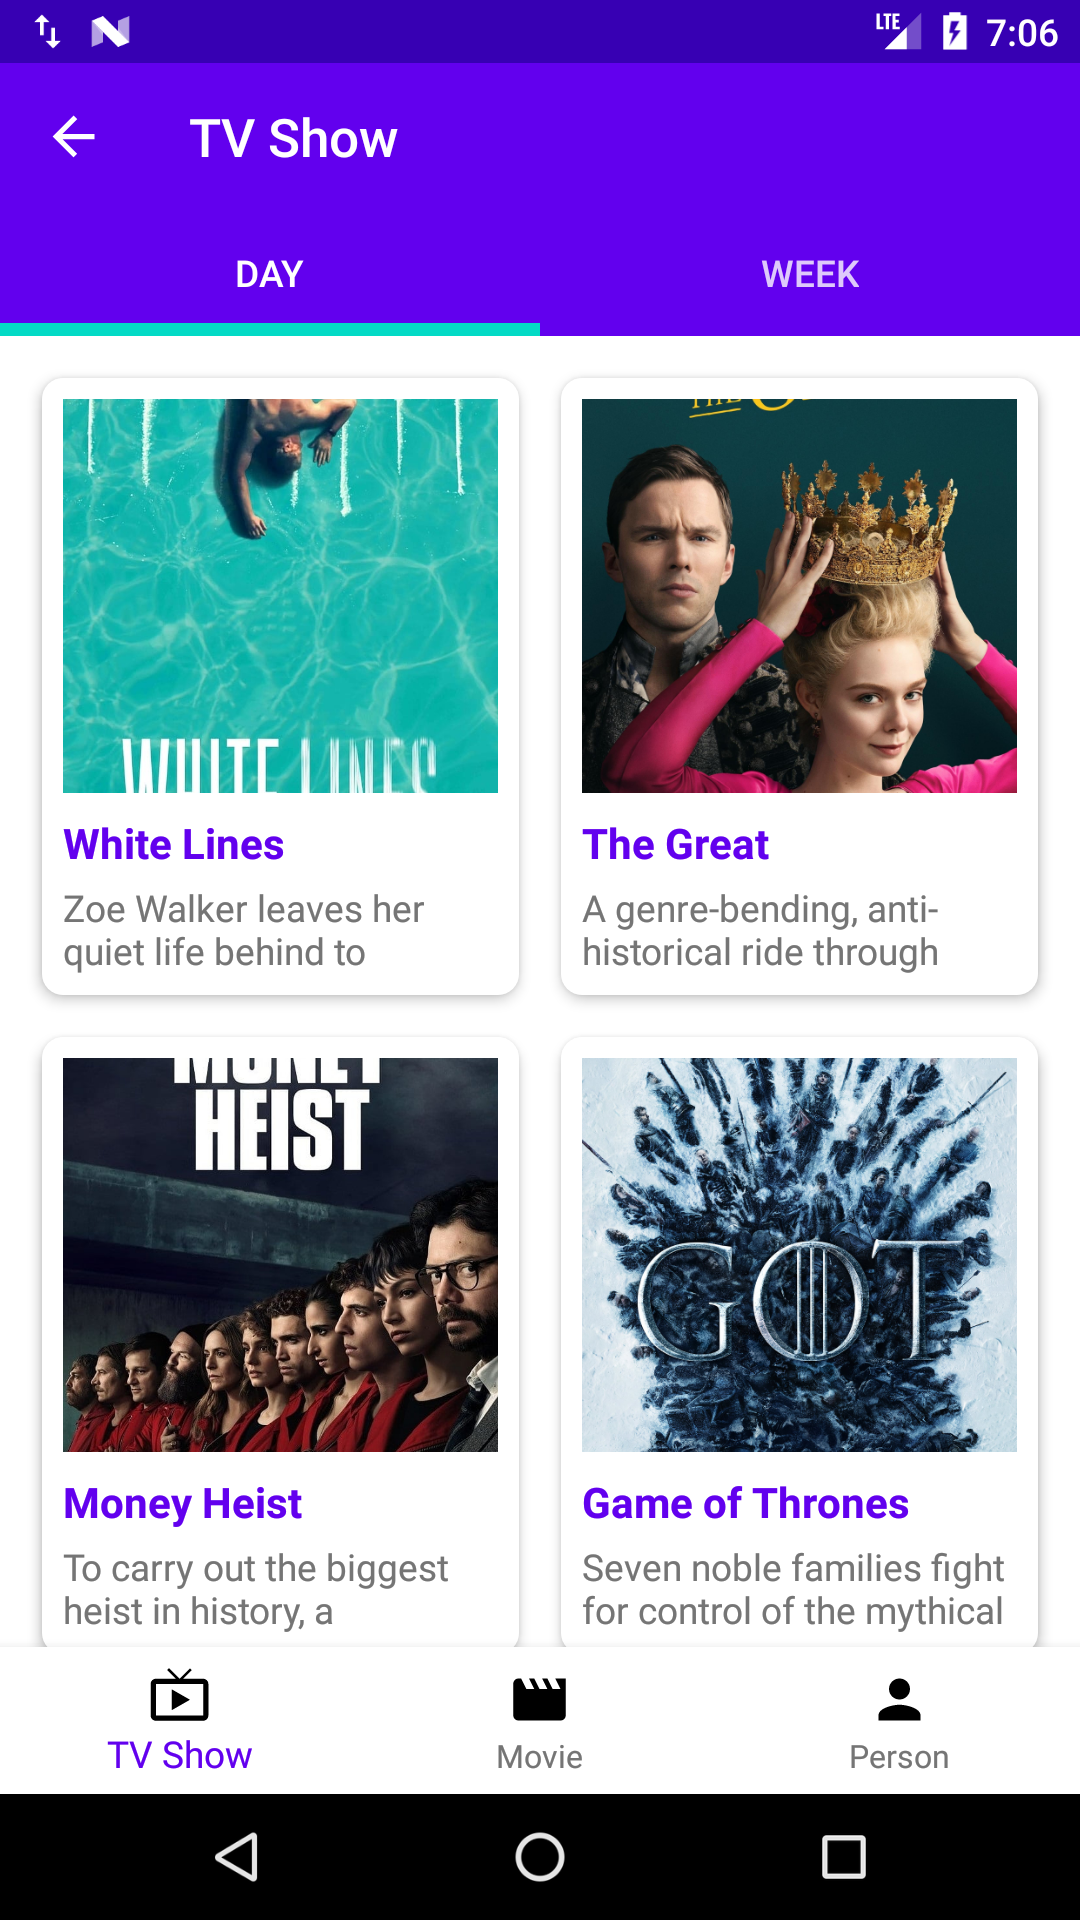 LTE 7:06
TV Show
DAY WEEK
WHITE LINES
THE
White Lines
Zoe Walker leaves her
quiet life behind to
The Great
A genre-bending, anti-
historical ride through
MONEY
HEIST
GOT
Money Heist
To carry out the biggest
heist in history, a
Game of Thrones
Seven noble families fight
for control of the mythical
TV Show
Movie
Person